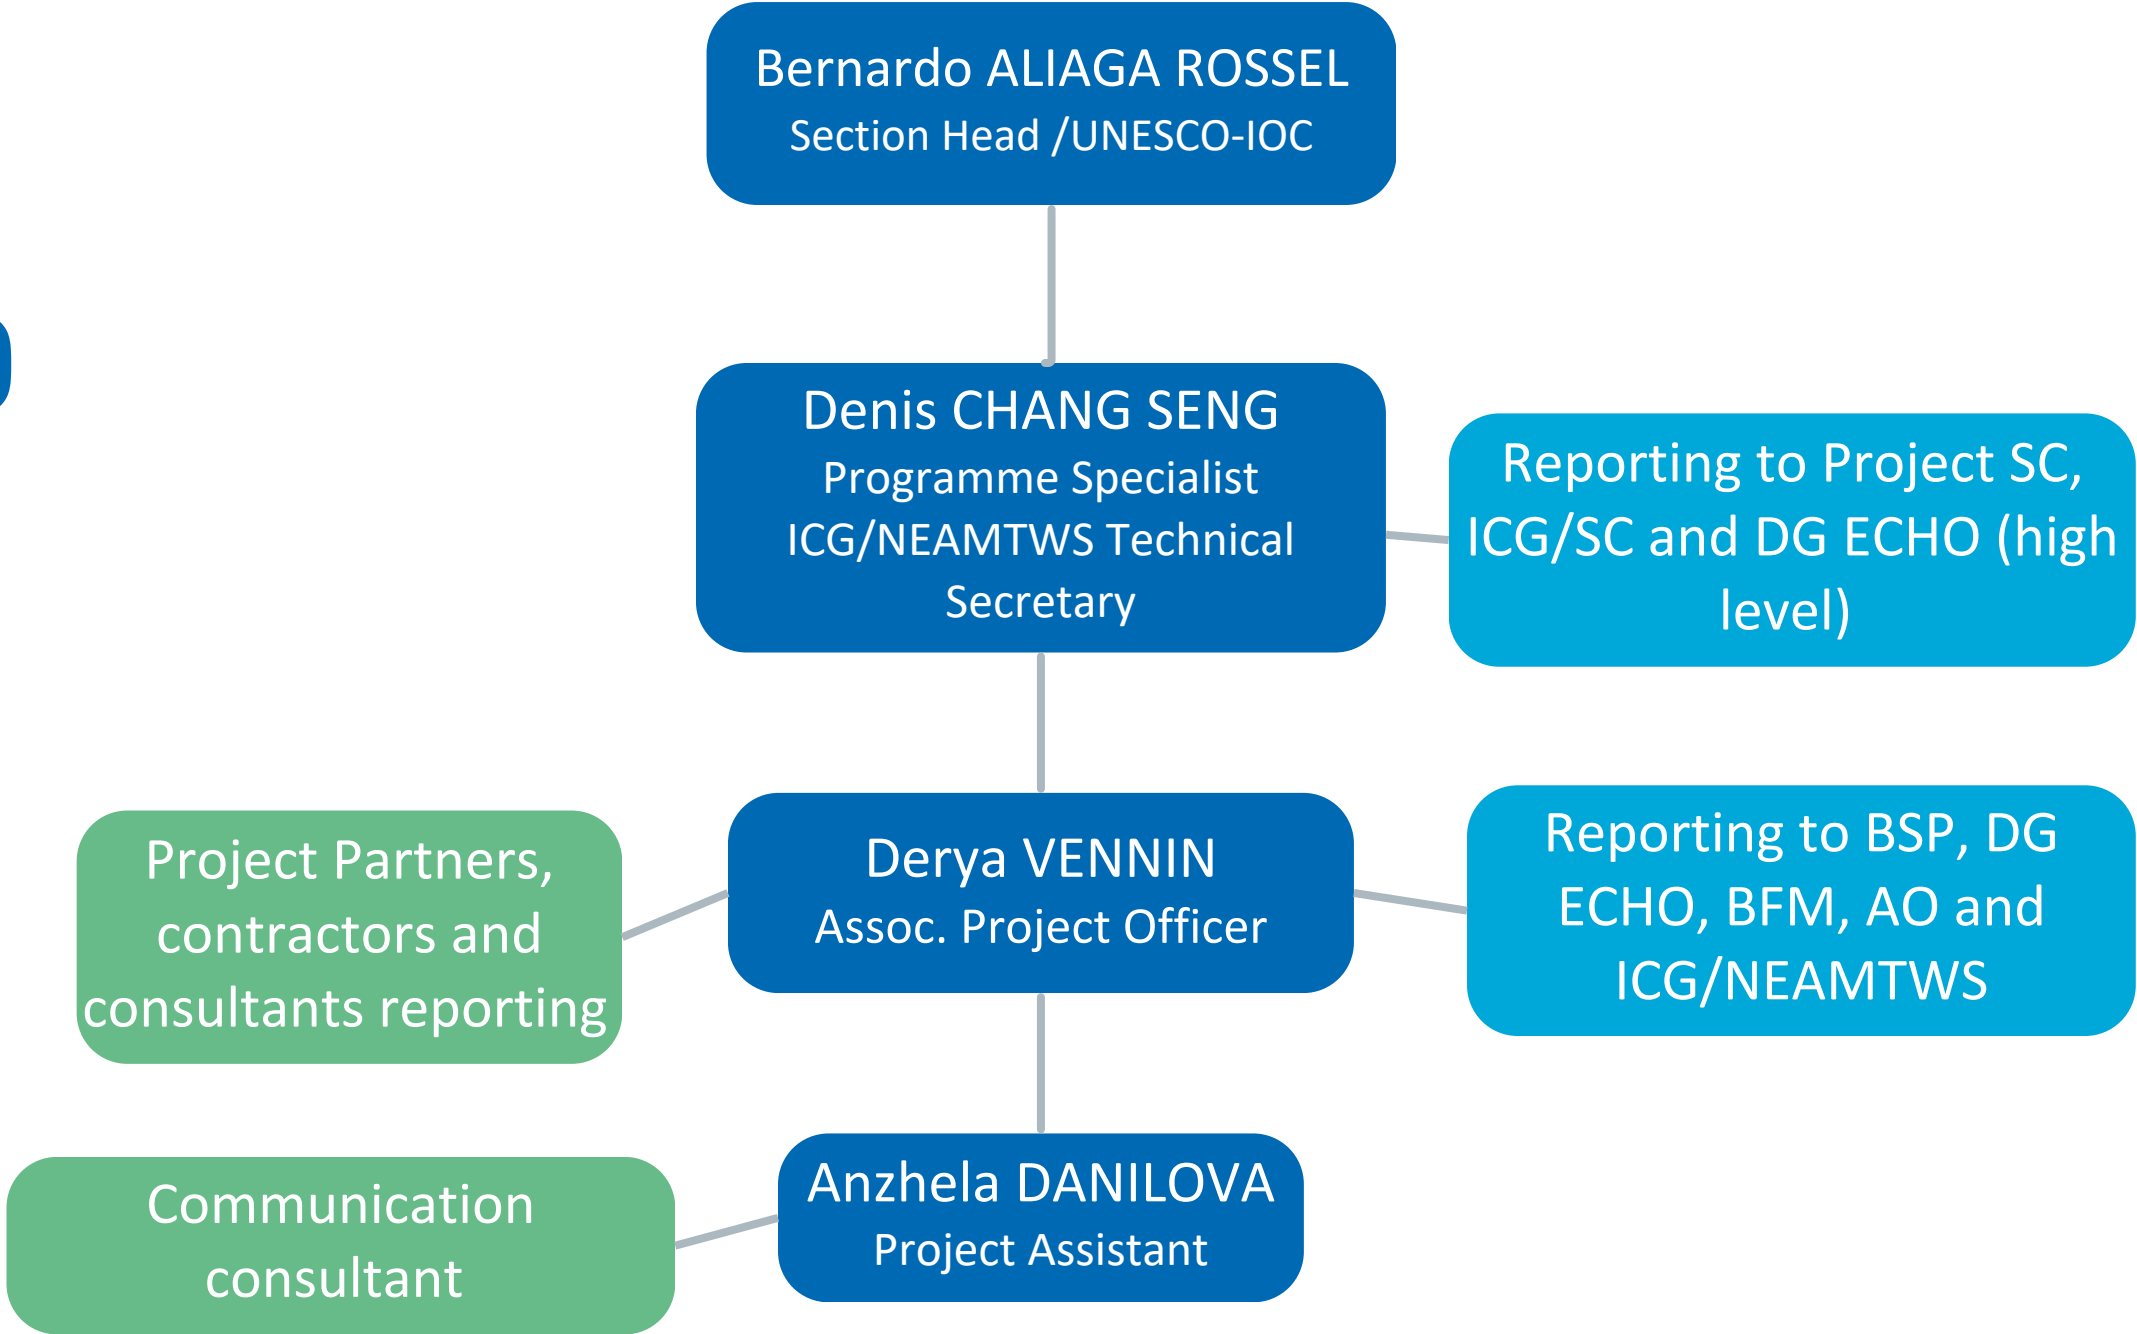 Bernardo ALIAGA ROSSEL
Section Head /UNESCO-IOC
Denis CHANG SENG
Programme Specialist
ICG/NEAMTWS Technical
Secretary
Reporting to Project SC,
ICG/SC and DG ECHO (high
level)
Project Partners,
contractors and
consultants reporting
Derya VENNIN
Assoc. Project Officer
Reporting to BSP, DG
ECHO, BFM, AO and
ICG/NEAMTWS
Communication
consultant
Anzhela DANILOVA
Project Assistant